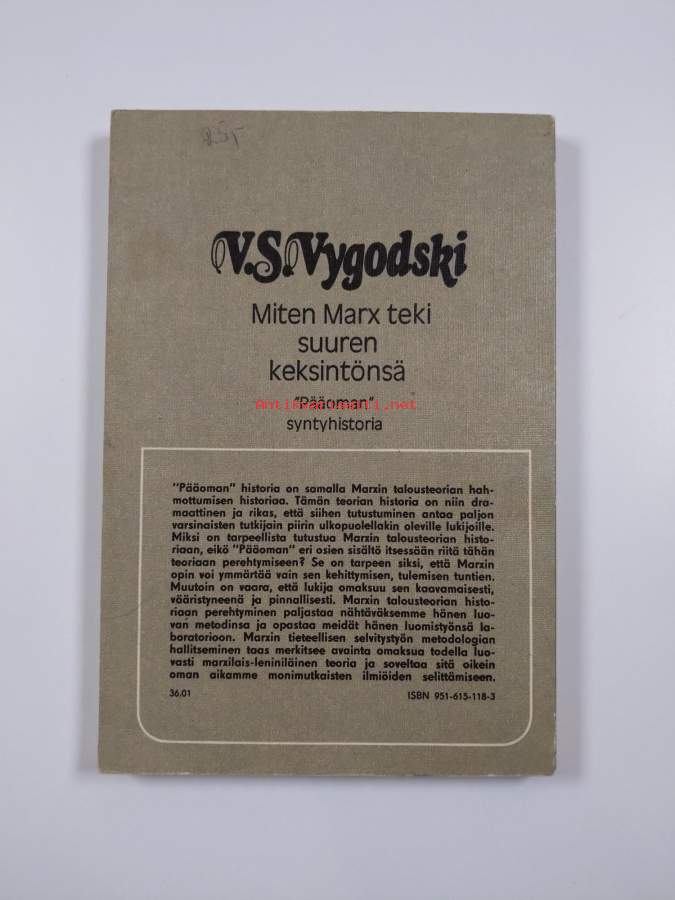 V.S.Vygodski
Miten Marx teki
suuren
keksintönsä
"Pääoman"
Antikvariaatti.net
syntyhistoria
"Pääoman" historia on samalla Marxin talousteorian hah-
mottumisen historiaa. Tämän teorian historia on niin dra-
maattinen ja rikas, että siihen tutustuminen antaa paljon
varsinaisten tutkijain piirin ulkopuolellakin oleville lukijoille.
Miksi on tarpeellista tutustua Marxin talousteorian histo-
riaan, eikö "Pääoman" eri osien sisältö itsessään riitä tähän
teoriaan perehtymiseen? Se on tarpeen siksi, että Marxin
opin voi ymmärtää vain sen kehittymisen, tulemisen tuntien.
Muutoin on vaara, että lukija omaksuu sen kaavamaisesti,
vääristyneenä ja pinnallisesti. Marxin talousteorian histo-
riaan perehtyminen paljastaa nähtäväksemme hänen luo-
van metodinsa ja opastaa meidät hänen luomistyönsä la-
boratorioon. Marxin tieteellisen selvitystyön metodologian
hallitseminen taas merkitsee avainta omaksua todella luo-
vasti marxilais-leniniläinen teoria ja soveltaa sitä oikein
oman aikamme monimutkaisten ilmiöiden selittämiseen.
36.01
ISBN 951-615-118-3